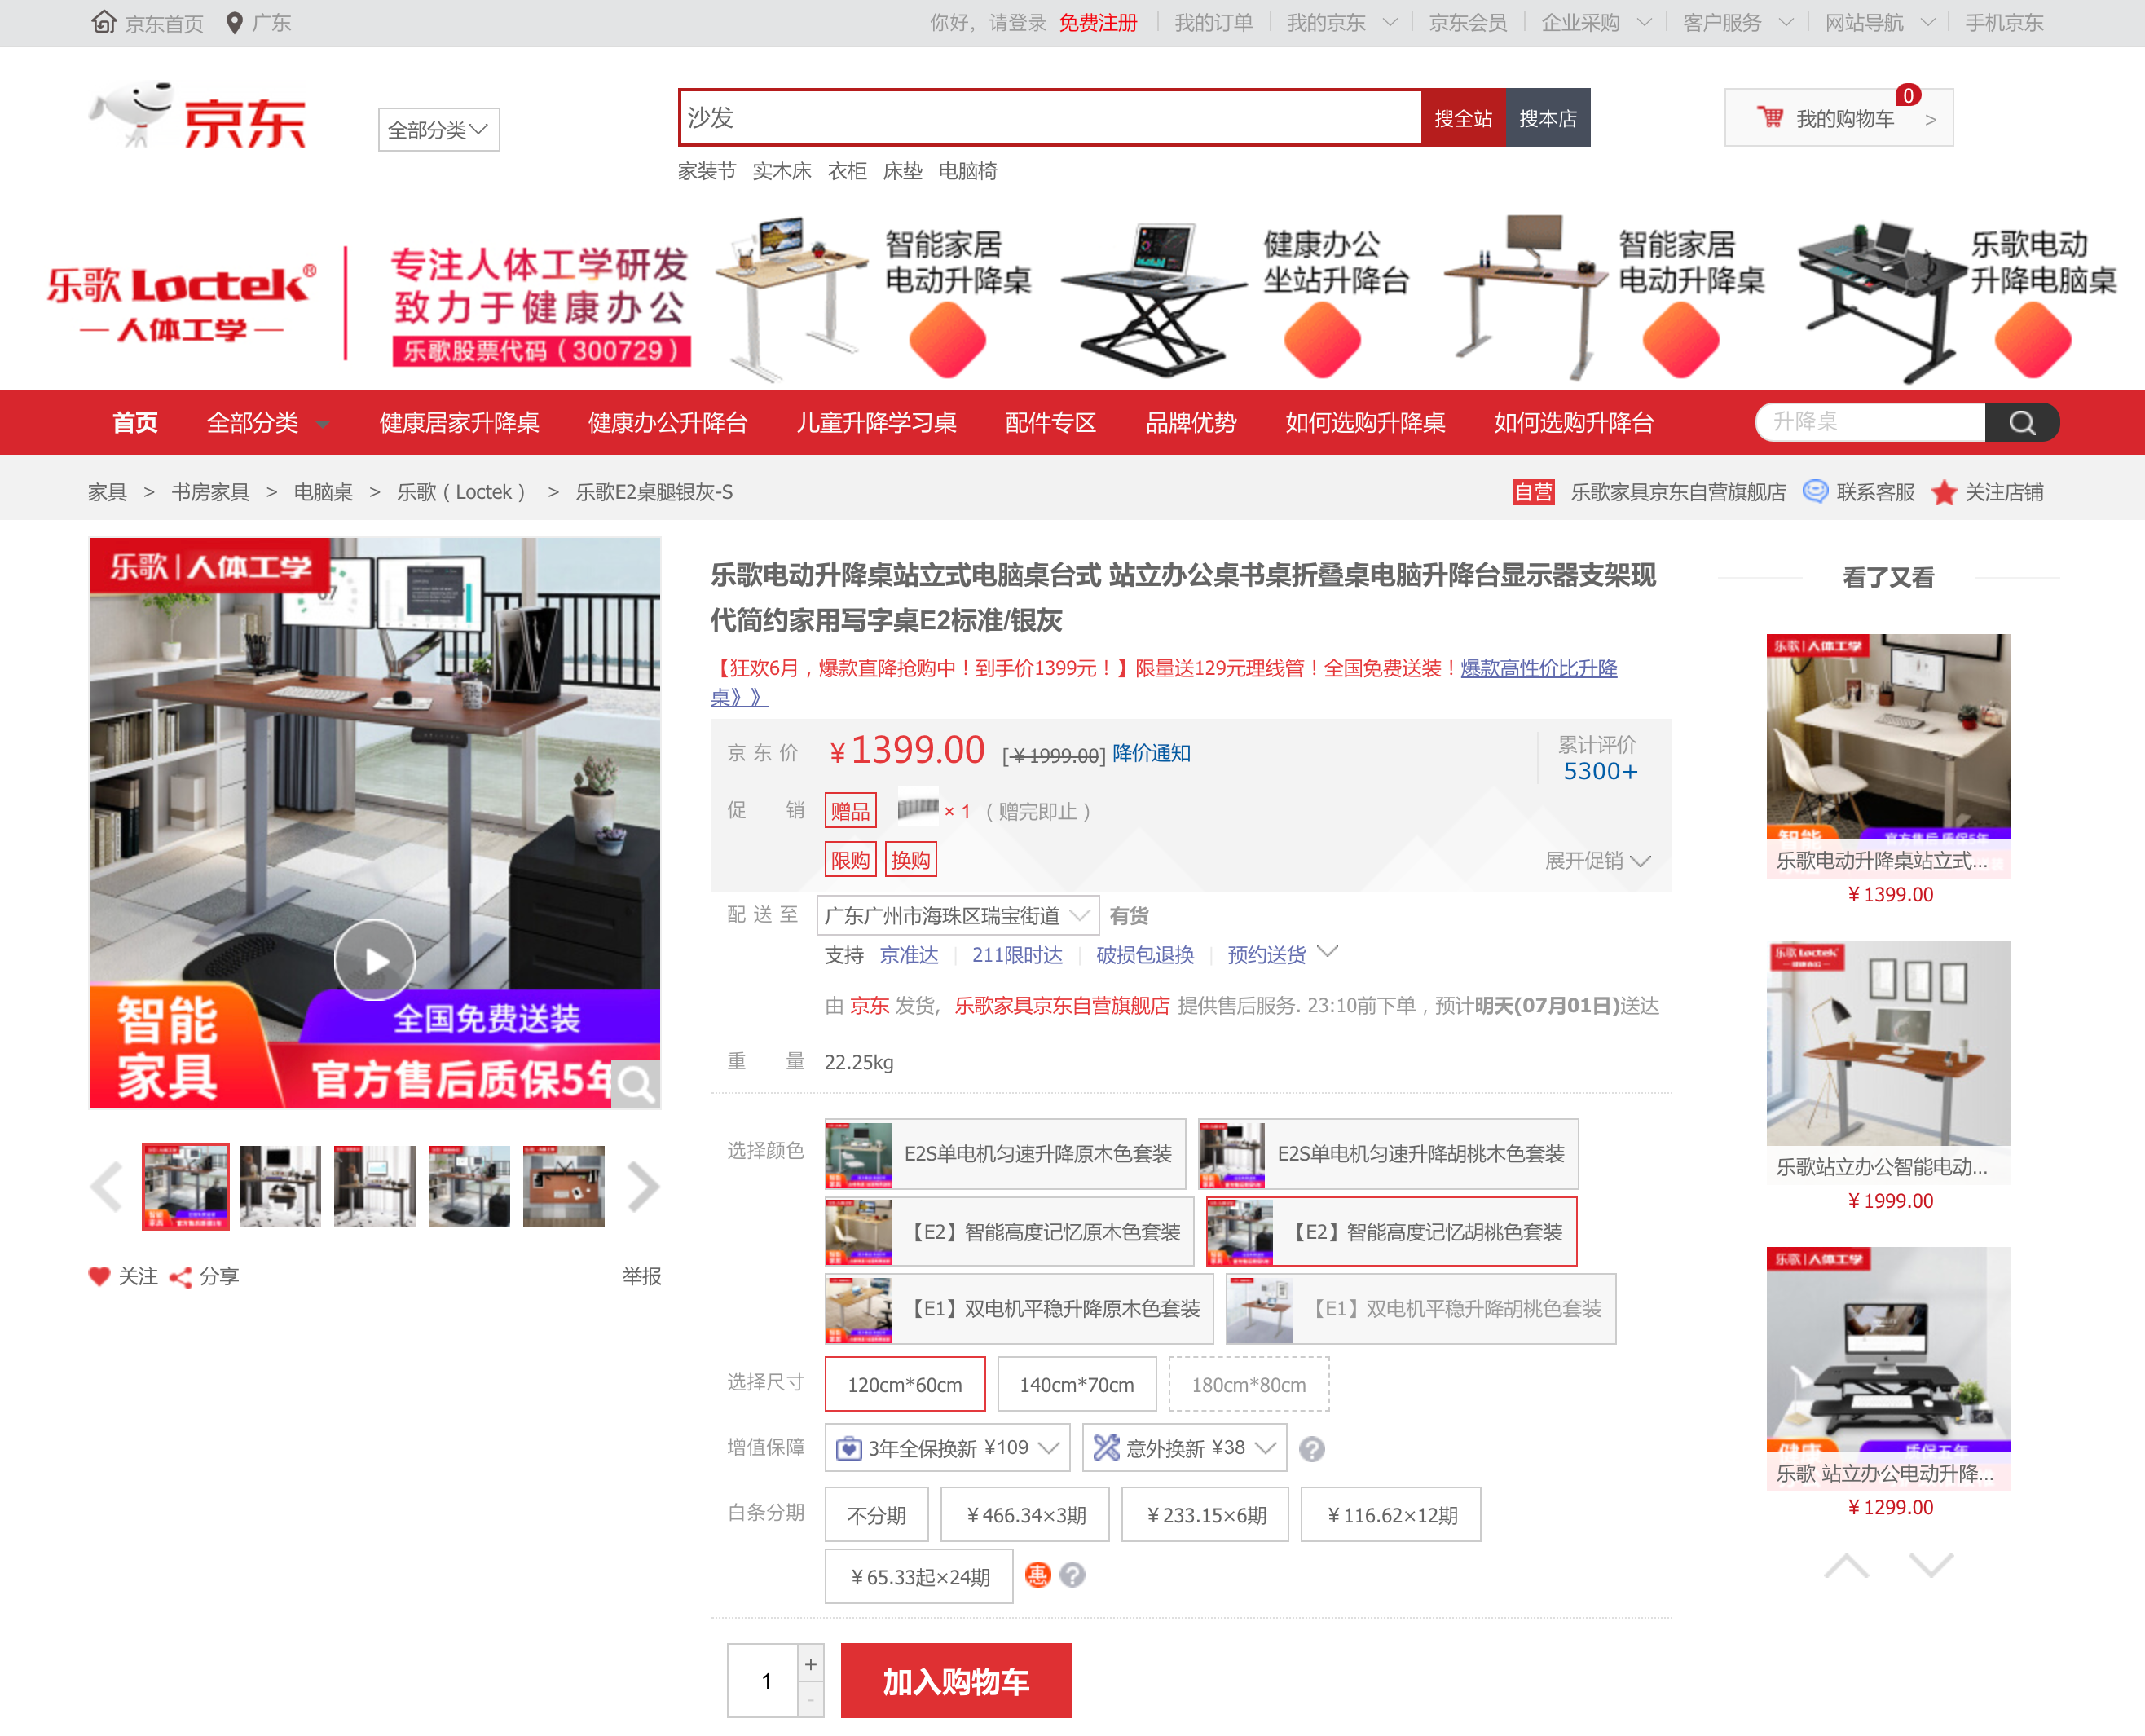 京东首页 广东
你好，请登录 免费注册 我的订单 我的京东 京东会员 企业采购 客户服务 网站导航 手机京东
京东
全部分类
沙发
搜全站 搜本店
0
我的购物车 >
家装节 实木床 衣柜 床垫 电脑椅
乐歌 Loctek®
人体工学
专注人体工学研发
致力于健康办公
乐歌股票代码（300729）
智能家居
电动升降桌
健康办公
坐站升降台
智能家居
电动升降桌
乐歌电动
升降电脑桌
首页 全部分类 健康居家升降桌 健康办公升降台 儿童升降学习桌 配件专区 品牌优势 如何选购升降桌 如何选购升降台 升降桌
家具 > 书房家具 > 电脑桌 > 乐歌（Loctek） > 乐歌E2桌腿银灰-S
自营 乐歌家具京东自营旗舰店 联系客服 关注店铺
乐歌|人体工学
智能
家具
全国免费送装
官方售后质保5年
关注 分享 举报
乐歌电动升降桌站立式电脑桌台式 站立办公桌书桌折叠桌电脑升降台显示器支架现
代简约家用写字桌E2标准/银灰
【狂欢6月，爆款直降抢购中！到手价1399元！】限量送129元理线管！全国免费送装！爆款高性价比升降
桌》》
京东价 ￥1399.00 [￥1999.00] 降价通知
累计评价
5300+
促销 赠品 × 1 （赠完即止）
限购 换购 展开促销
配送至 广东广州市海珠区瑞宝街道 有货
支持 京准达 211限时达 破损包退换 预约送货
由 京东 发货, 乐歌家具京东自营旗舰店 提供售后服务. 23:10前下单，预计明天(07月01日)送达
重量 22.25kg
选择颜色 E2S单电机匀速升降原木色套装 E2S单电机匀速升降胡桃木色套装
【E2】智能高度记忆原木色套装 【E2】智能高度记忆胡桃色套装
【E1】双电机平稳升降原木色套装 【E1】双电机平稳升降胡桃色套装
选择尺寸 120cm*60cm 140cm*70cm 180cm*80cm
增值保障 3年全保换新 ¥109 意外换新 ¥38 ?
白条分期 不分期 ￥466.34×3期 ￥233.15×6期 ￥116.62×12期
￥65.33起×24期 惠 ?
1 + -
加入购物车
看了又看
乐歌|人体工学
智能
官方售后 质保5年
乐歌电动升降桌站立式...
￥1399.00
乐歌 Loctek
乐歌站立办公智能电动...
￥1999.00
乐歌|人体工学
健康
质保五年
乐歌 站立办公电动升降...
￥1299.00